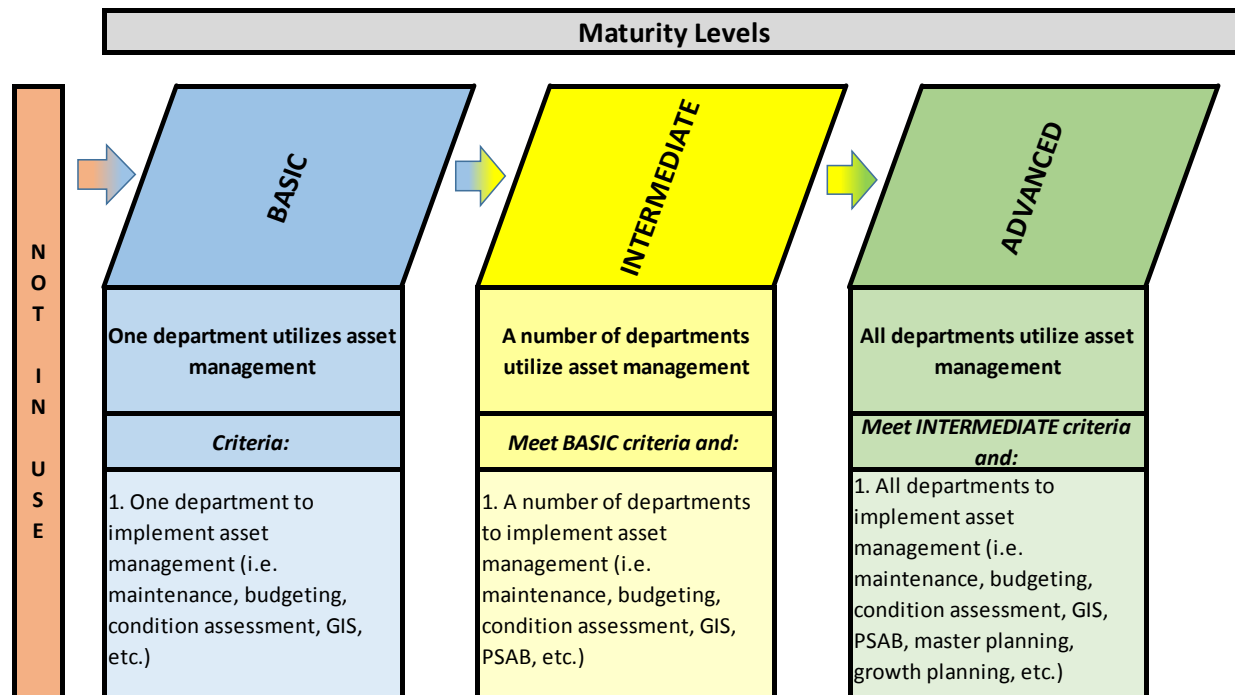 Maturity Levels
NOT IN USE
BASIC
One department utilizes asset
management
Criteria:
1. One department to
implement asset
management (i.e.
maintenance, budgeting,
condition assessment, GIS,
etc.)
INTERMEDIATE
A number of departments
utilize asset management
Meet BASIC criteria and:
1. A number of departments
to implement asset
management (i.e.
maintenance, budgeting,
condition assessment, GIS,
PSAB, etc.)
ADVANCED
All departments utilize asset
management
Meet INTERMEDIATE criteria
and:
1. All departments to
implement asset
management (i.e.
maintenance, budgeting,
condition assessment, GIS,
PSAB, master planning,
growth planning, etc.)